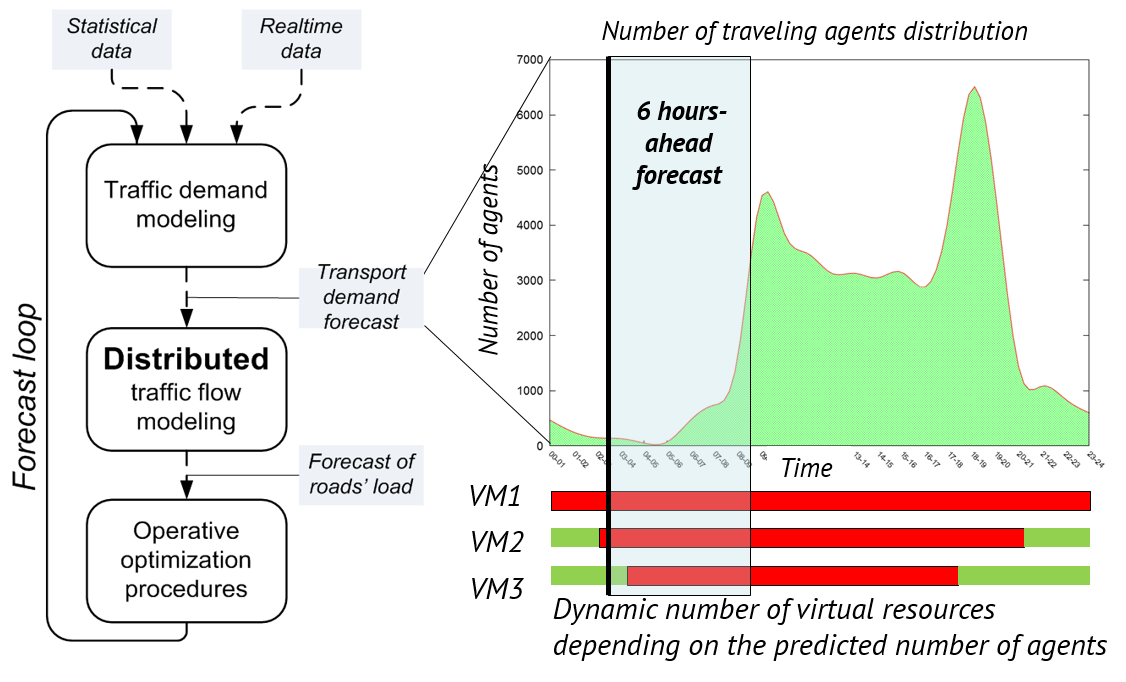 Statistical
data
Realtime
data
Traffic demand
modeling
Transport
demand
forecast
Distributed
traffic flow
modeling
Forecast of
roads' load
Operative
optimization
procedures
Forecast loop
Number of traveling agents distribution
7000
6000
5000
4000
3000
2000
1000
0
Number of agents
6 hours-
ahead
forecast
00-01
01-02
03-04
04-05
05-06
06-07
07-08
08-09
13-14
14-15
15-16
16-17
17-18
18-19
19-20
20-21
21-22
22-23
23-24
Time
VM1
VM2
VM3
Dynamic number of virtual resources
depending on the predicted number of agents